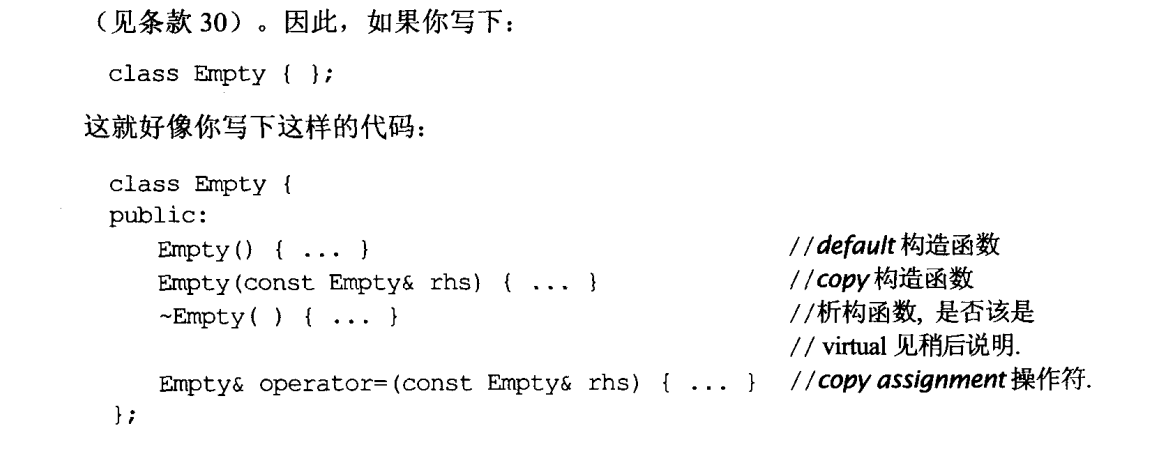 （见条款 30）。因此，如果你写下：
class Empty { };
这就好像你写下这样的代码：
class Empty {
public:
Empty() { ... } //default 构造函数
Empty(const Empty& rhs) { ... } //copy 构造函数
~Empty( ) { ... } //析构函数, 是否该是
// virtual 见稍后说明.
Empty& operator=(const Empty& rhs) { ... } //copy assignment 操作符.
};